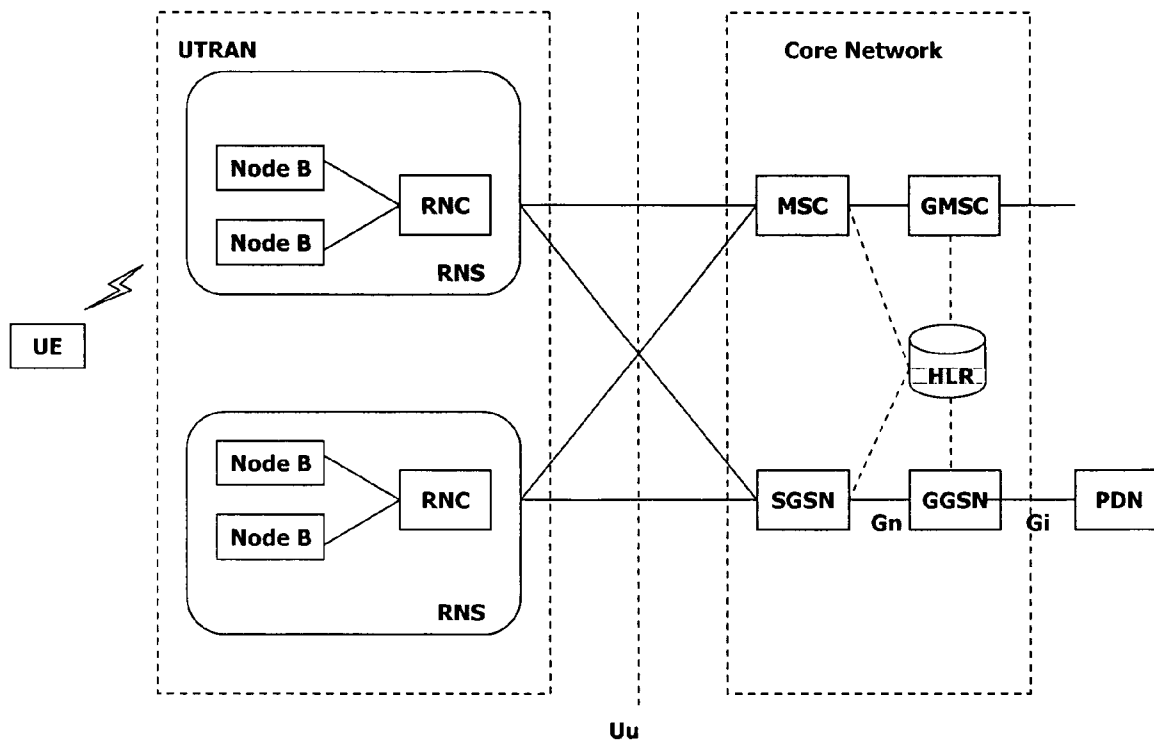 UTRAN
Core Network
Node B
Node B
RNC
RNS
MSC
GMSC
UE
HLR
Node B
Node B
RNC
RNS
SGSN
Gn
GGSN
Gi
PDN
Uu